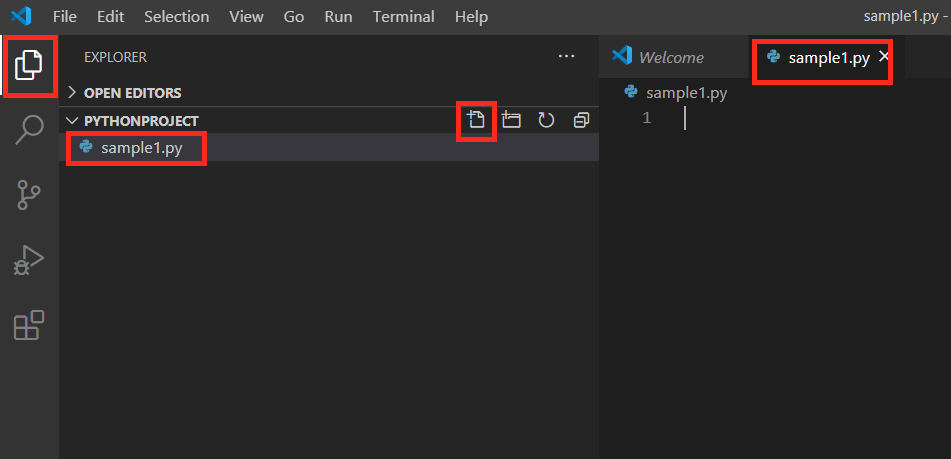 File Edit Selection View Go Run Terminal Help sample1.py -
EXPLORER ...
Welcome sample1.py
OPEN EDITORS
sample1.py
PYTHONPROJECT
1
sample1.py